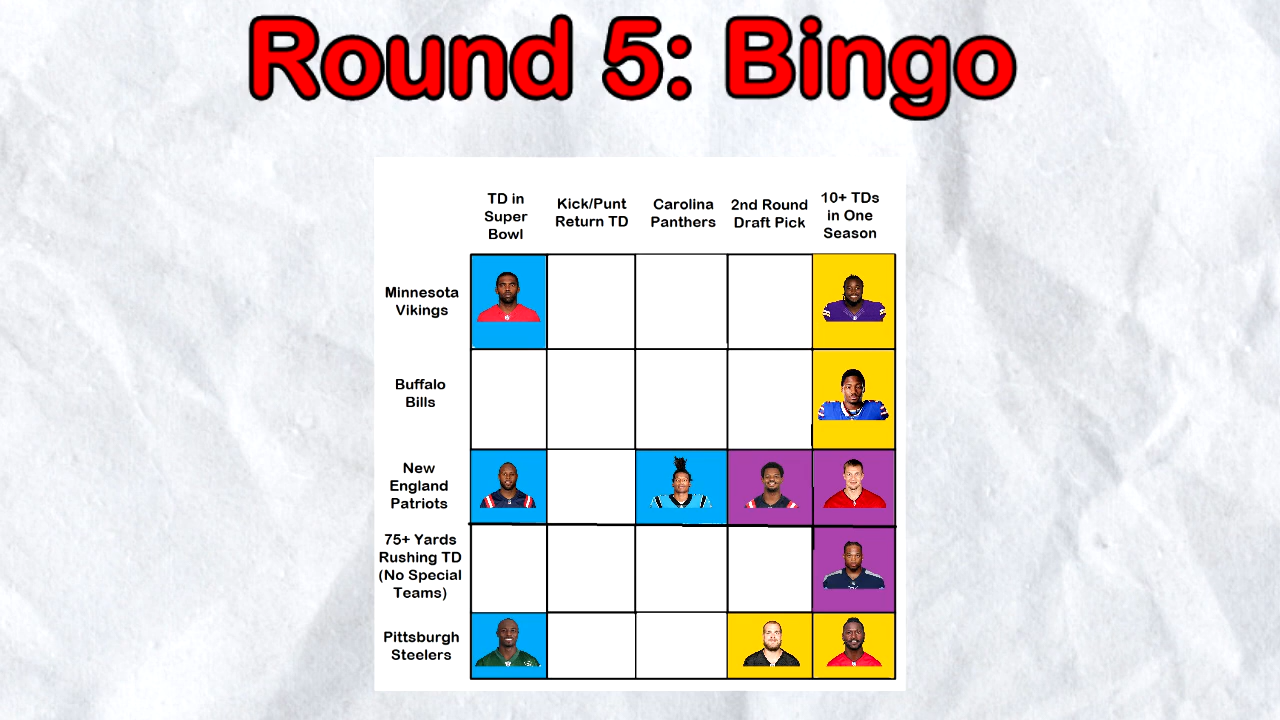 Round 5: Bingo
TD in
Super
Bowl
Kick/Punt
Return TD
Carolina
Panthers
2nd Round
Draft Pick
10+ TDs
in One
Season
Minnesota
Vikings
Buffalo
Bills
New
England
Patriots
75+ Yards
Rushing TD
(No Special
Teams)
Pittsburgh
Steelers